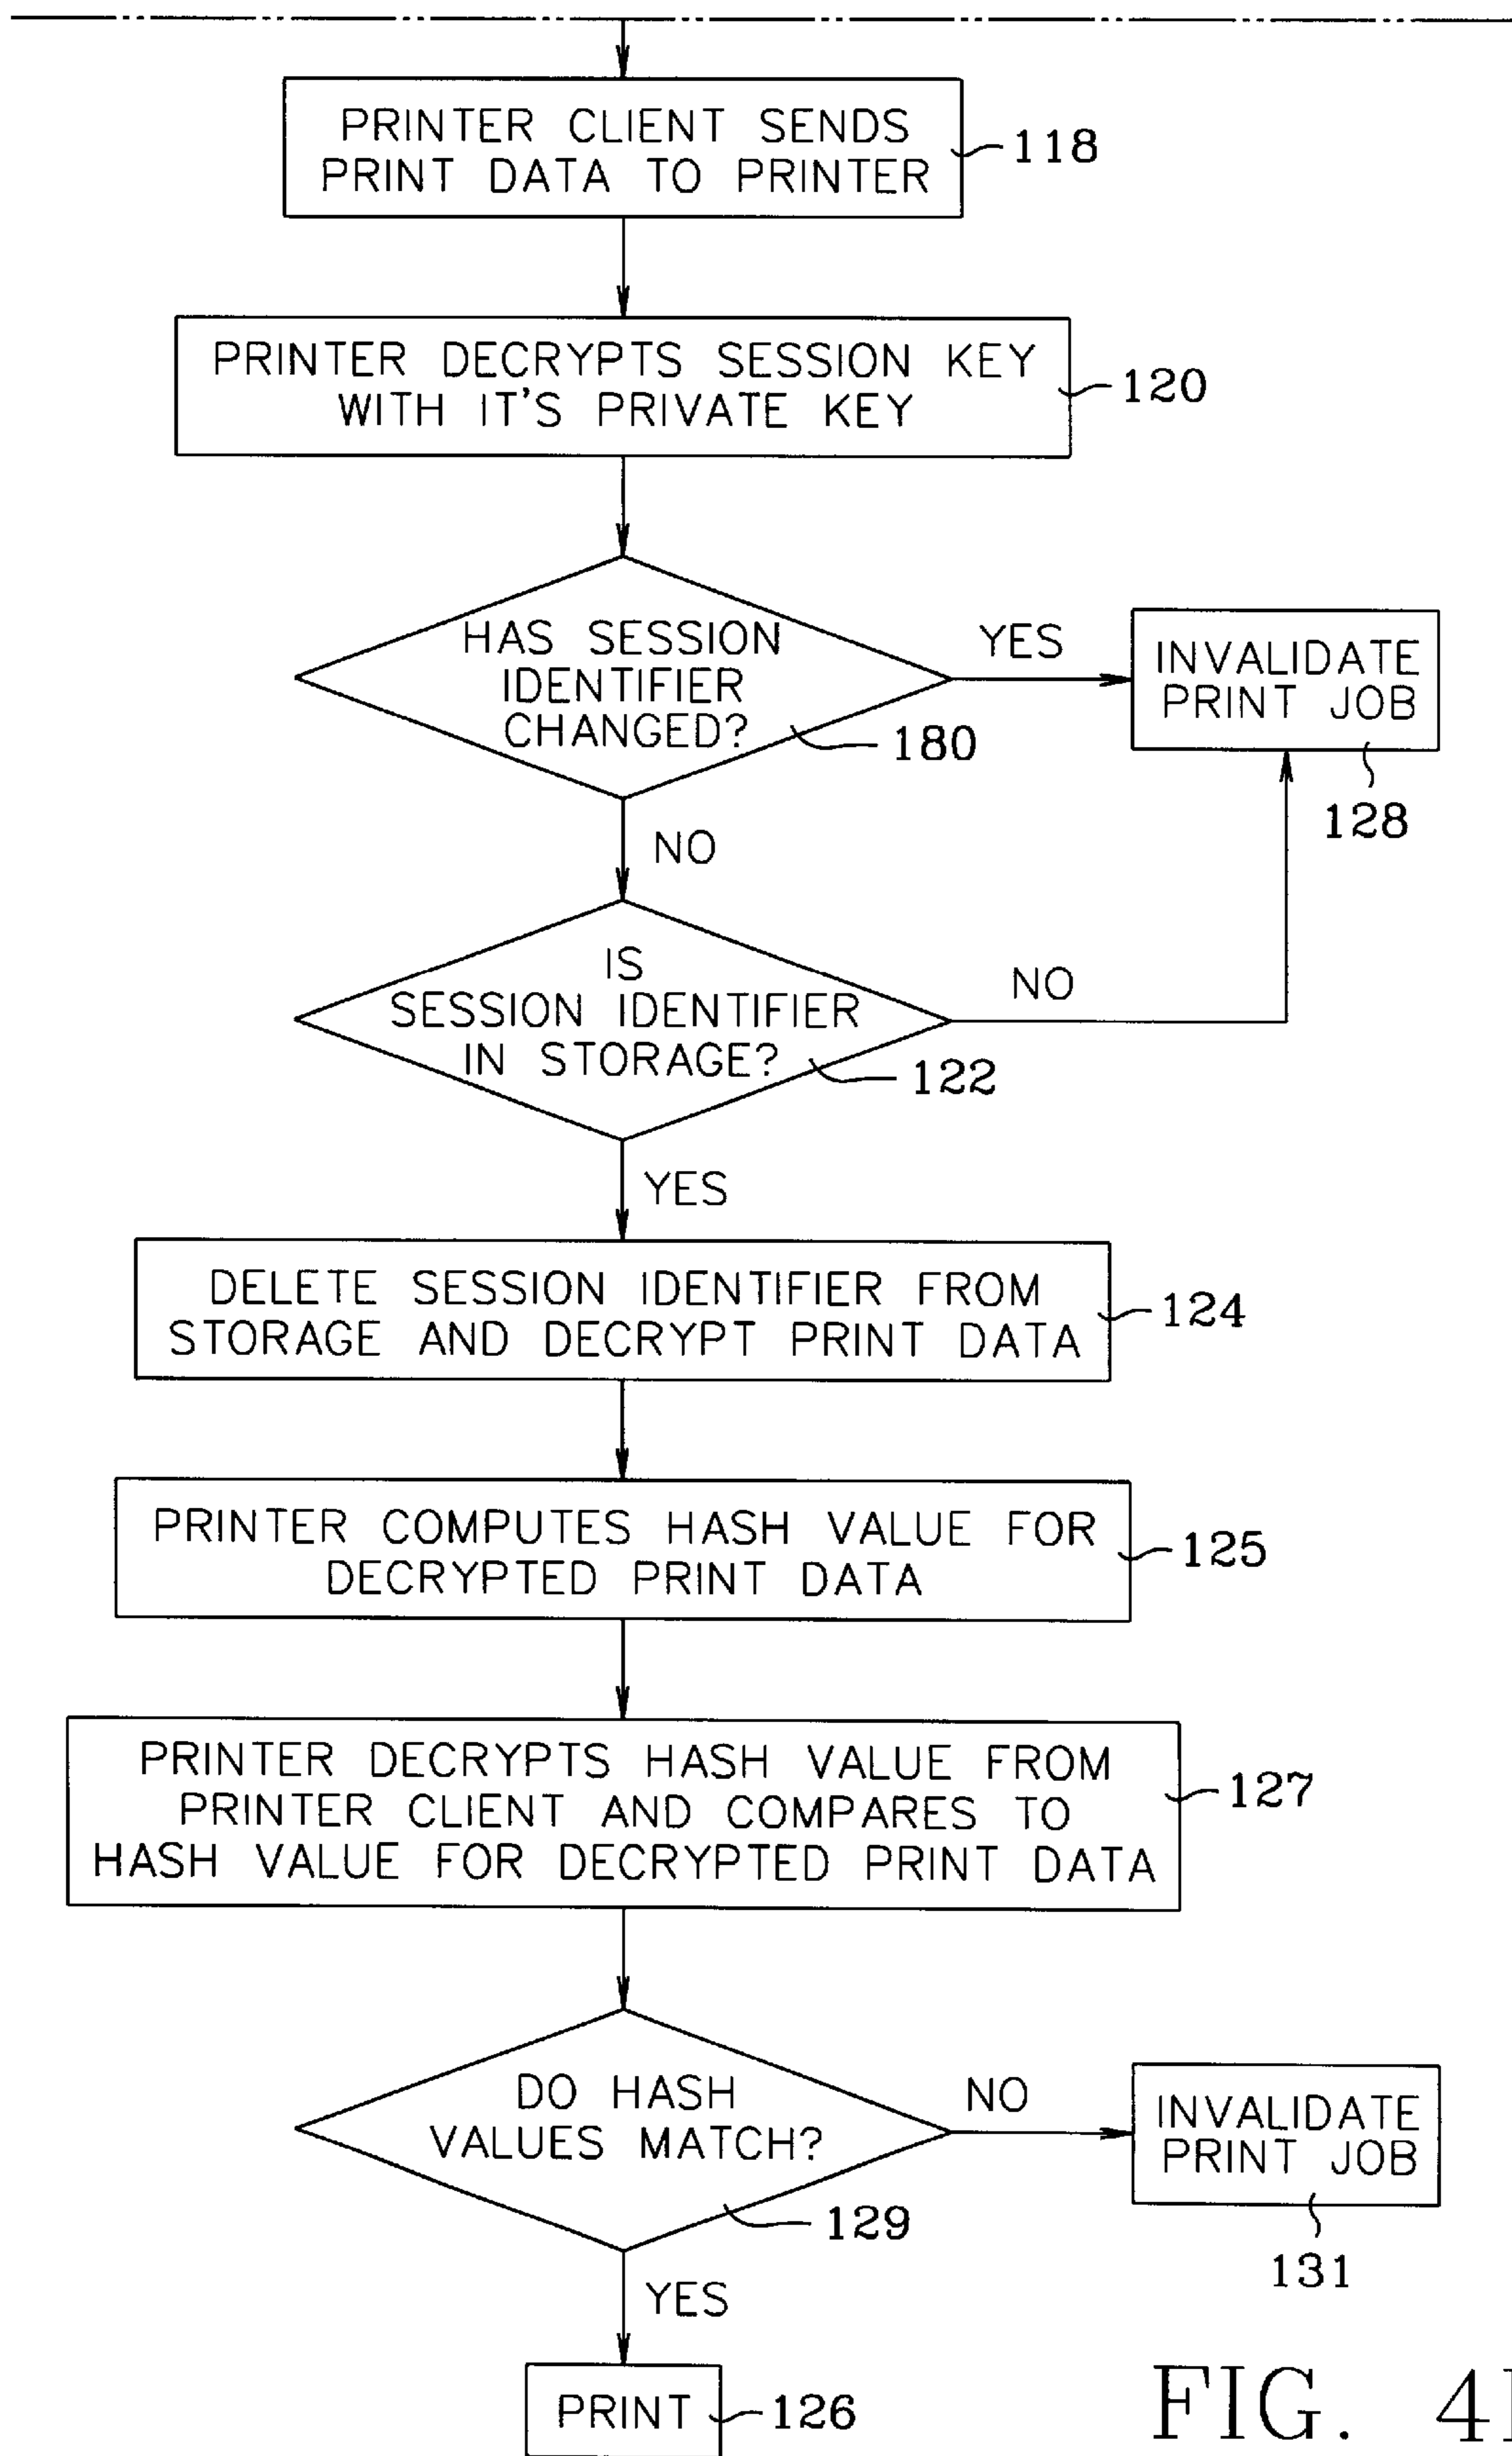 PRINTER CLIENT SENDS
PRINT DATA TO PRINTER
118
PRINTER DECRYPTS SESSION KEY
WITH IT'S PRIVATE KEY
120
HAS SESSION
IDENTIFIER
CHANGED?
180
YES
INVALIDATE
PRINT JOB
128
NO
IS
SESSION IDENTIFIER
IN STORAGE?
122
NO
YES
DELETE SESSION IDENTIFIER FROM
STORAGE AND DECRYPT PRINT DATA
124
PRINTER COMPUTES HASH VALUE FOR
DECRYPTED PRINT DATA
125
PRINTER DECRYPTS HASH VALUE FROM
PRINTER CLIENT AND COMPARES TO
HASH VALUE FOR DECRYPTED PRINT DATA
127
DO HASH
VALUES MATCH?
129
NO
INVALIDATE
PRINT JOB
131
YES
PRINT
126
FIG.